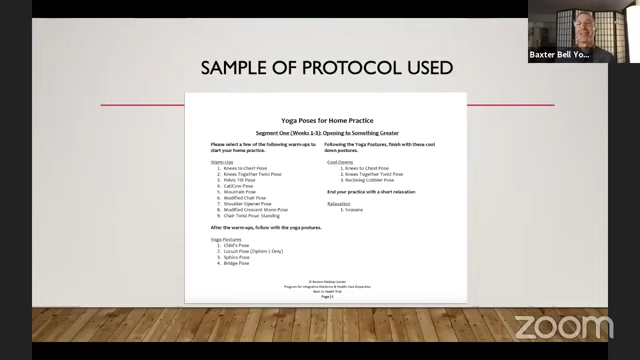 Baxter Bell Yo...
SAMPLE OF PROTOCOL USED
Yoga Poses for Home Practice
Segment One (Weeks 1-3): Opening to Something Greater
Please select a few of the following warm-ups to
start your home practice.
Warm-Ups
1. Knees to Chest Pose
2. Knees Together Twist Pose
3. Pelvic Tilt Pose
4. Cat/Cow Pose
5. Mountain Pose
6. Modified Chair Pose
7. Shoulder Opener Pose
8. Modified Crescent Moon Pose
9. Chair Twist Pose: Standing
After the warm-ups, follow with the yoga postures.
Yoga Postures
1. Child's Pose
2. Locust Pose (Option 1 Only)
3. Sphinx Pose
4. Bridge Pose
Following the Yoga Postures, finish with these cool
down postures.
Cool-Downs
1. Knees to Chest Pose
2. Knees Together Twist Pose
3. Reclining Cobbler Pose
End your practice with a short relaxation
Relaxation
1. Svasana
© Boston Medical Center
Program for Integrative Medicine & Health Care Disparities
Back to Health Trial
Page |
zoom